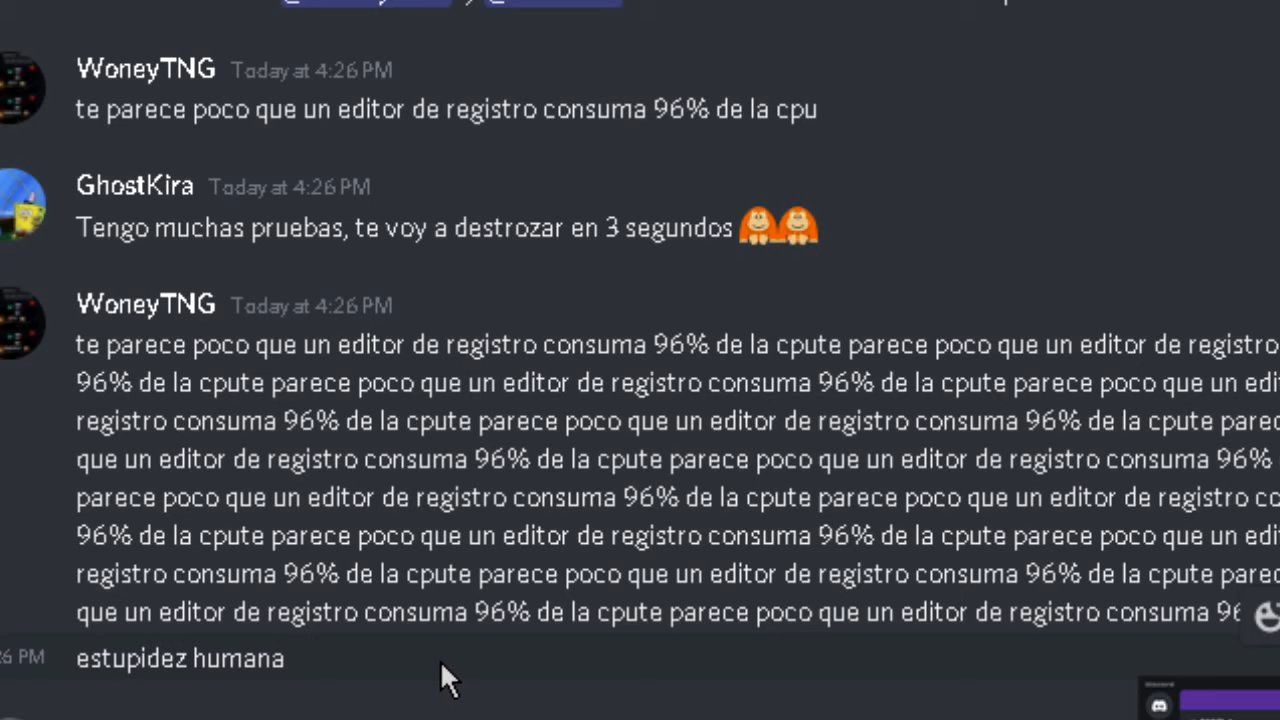 WoneyTNG Today at 4:26 PM
te parece poco que un editor de registro consuma 96% de la cpu
GhostKira Today at 4:26 PM
Tengo muchas pruebas, te voy a destrozar en 3 segundos
WoneyTNG Today at 4:26 PM
te parece poco que un editor de registro consuma 96% de la cpute parece poco que un editor de registro
96% de la cpute parece poco que un editor de registro consuma 96% de la cpute parece poco que un edi
registro consuma 96% de la cpute parece poco que un editor de registro consuma 96% de la cpute parec
que un editor de registro consuma 96% de la cpute parece poco que un editor de registro consuma 96%
parece poco que un editor de registro consuma 96% de la cpute parece poco que un editor de registro co
96% de la cpute parece poco que un editor de registro consuma 96% de la cpute parece poco que un edi
registro consuma 96% de la cpute parece poco que un editor de registro consuma 96% de la cpute parec
que un editor de registro consuma 96% de la cpute parece poco que un editor de registro consuma 96
6 PM estupidez humana